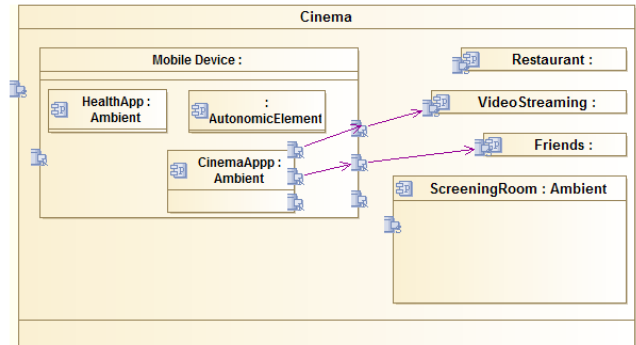 Cinema
Mobile Device :
Restaurant :
HealthApp :
Ambient
:
AutonomicElement
VideoStreaming :
Friends :
CinemaAppp :
Ambient
ScreeningRoom : Ambient